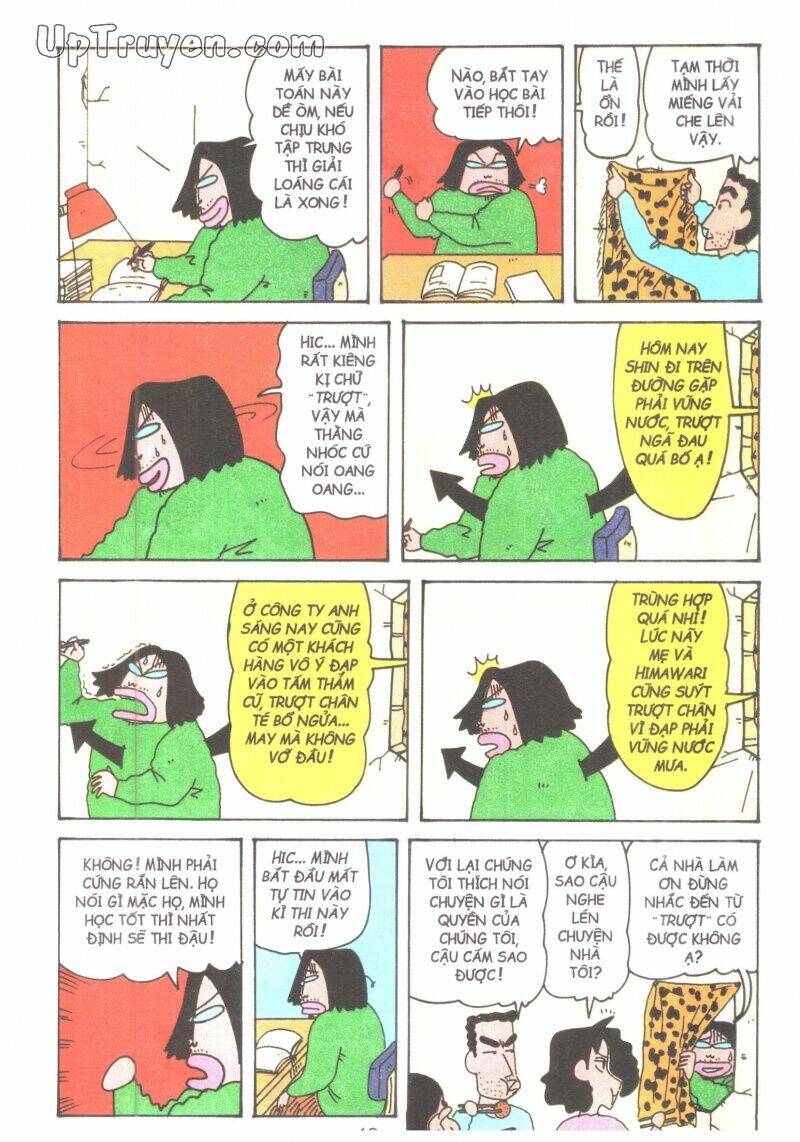 UpTruyen.com
TẠM THỜI
MÌNH LẤY
MIẾNG VẢI
CHE LÊN
VẬY.
THẾ
LÀ
ỔN
RỒI!
NÀO, BẮT TAY
VÀO HỌC BÀI
TIẾP THÔI!
MẤY BÀI
TOÁN NÀY
DỄ ÒM, NẾU
CHỊU KHÓ
TẬP TRUNG
THÌ GIẢI
LOÁNG CÁI
LÀ XONG!
HÔM NAY
SHIN ĐI TRÊN
ĐƯỜNG GẶP
PHẢI VŨNG
NƯỚC, TRƯỢT
NGÃ ĐAU
QUÁ BỐ Ạ!
HIC... MÌNH
RẤT KIÊNG
KỊ CHỮ
"TRƯỢT",
VẬY MÀ
THẰNG
NHÓC CỨ
NÓI OANG
OANG...
TRÙNG HỢP
QUÁ NHỈ!
LÚC NÃY
MẸ VÀ
HIMAWARI
CŨNG SUÝT
TRƯỢT CHÂN
VÌ ĐẠP PHẢI
VŨNG NƯỚC
MƯA.
Ở CÔNG TY ANH
SÁNG NAY CŨNG
CÓ MỘT KHÁCH
HÀNG VÔ Ý ĐẠP
VÀO TẤM THẢM
CŨ, TRƯỢT CHÂN
TÉ BỔ NGỬA...
MAY MÀ KHÔNG
VỠ ĐẦU!
CẢ NHÀ LÀM
ƠN ĐỪNG
NHẮC ĐẾN TỪ
"TRƯỢT" CÓ
ĐƯỢC KHÔNG
Ạ?
Ơ KÌA,
SAO CẬU
NGHE
LÉN
CHUYỆN
NHÀ
TÔI?
VỚI LẠI CHÚNG
TÔI THÍCH NÓI
CHUYỆN GÌ LÀ
QUYỀN CỦA
CHÚNG TÔI,
CẬU CẤM SAO
ĐƯỢC!
HIC... MÌNH
BẮT ĐẦU MẤT
TỰ TIN VÀO
KÌ THI NÀY
RỒI!
KHÔNG! MÌNH PHẢI
CỨNG RẮN LÊN. HỌ
NÓI GÌ MẶC HỌ, MÌNH
HỌC TỐT THÌ NHẤT
ĐỊNH SẼ THI ĐẬU!